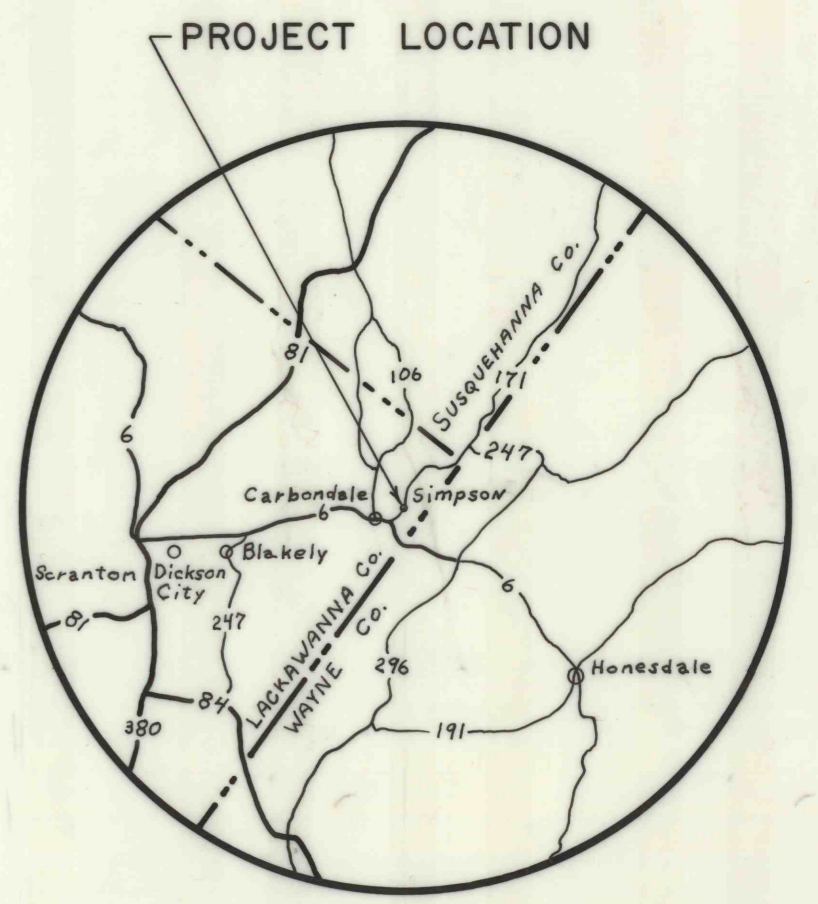 PROJECT LOCATION
81
106
SUSQUEHANNA CO.
171
6
247
Carbondale
Simpson
6
Blakely
Scranton
Dickson
City
LACKAWANNA CO.
WAYNE CO.
6
81
247
296
Honesdale
84
380
191